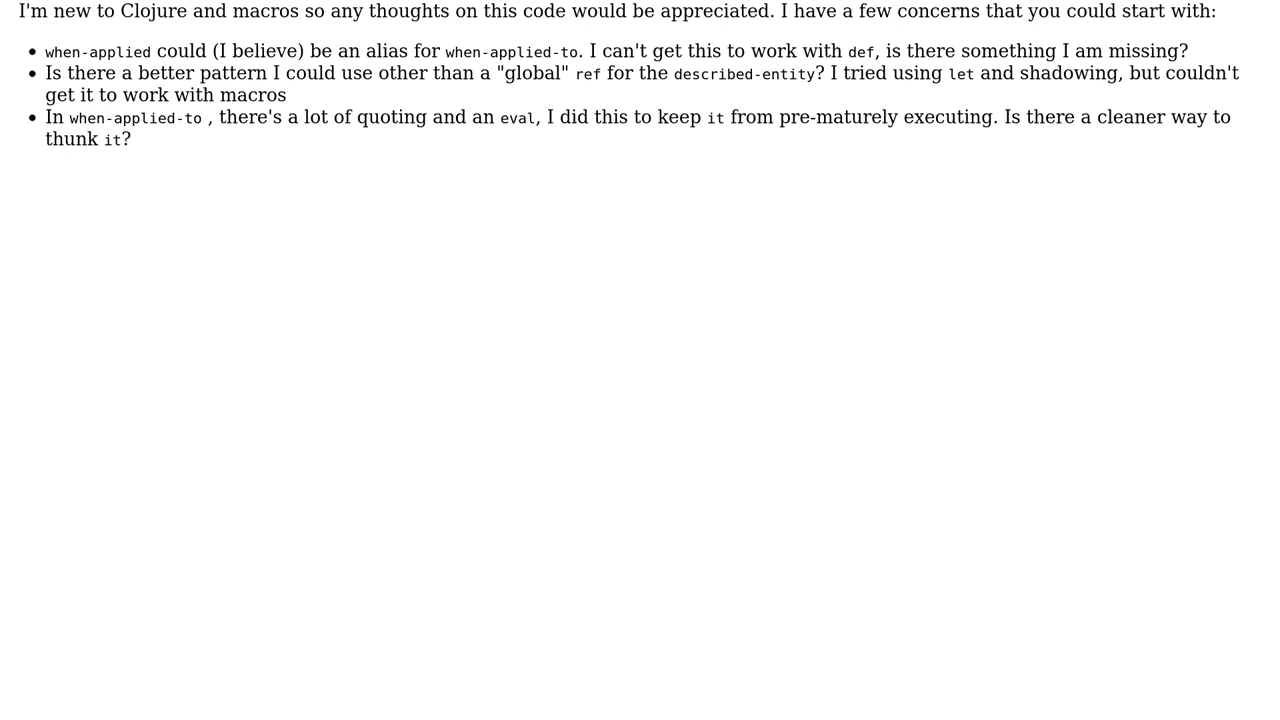 I'm new to Clojure and macros so any thoughts on this code would be appreciated. I have a few concerns that you could start with:
• when-applied could (I believe) be an alias for when-applied-to. I can't get this to work with def, is there something I am missing?
• Is there a better pattern I could use other than a "global" ref for the described-entity? I tried using let and shadowing, but couldn't
get it to work with macros
• In when-applied-to , there's a lot of quoting and an eval, I did this to keep it from pre-maturely executing. Is there a cleaner way to
thunk it?